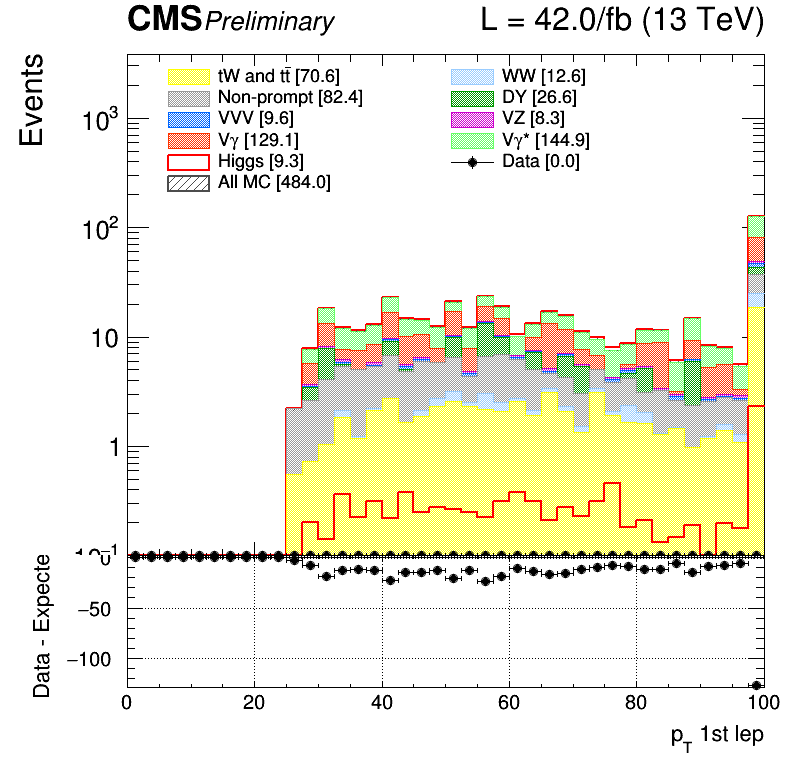 CMS Preliminary L = 42.0/fb (13 TeV)
Events
tW and tt̄ [70.6] WW [12.6]
Non-prompt [82.4] DY [26.6]
VVV [9.6] VZ [8.3]
Vγ [129.1] Vγ* [144.9]
Higgs [9.3] Data [0.0]
All MC [484.0]
10³
10²
10
1
Data - Expecte
−50
−100
0 20 40 60 80 100
p_T 1st lep